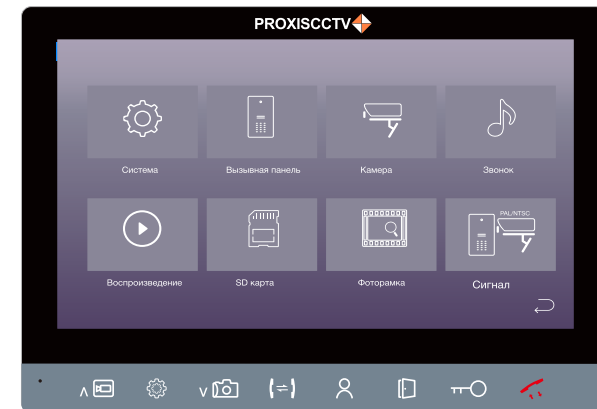 PROXISCCTV
Система
Вызывная панель
Камера
Звонок
PAL/NTSC
Воспроизведение
SD карта
Фоторамка
Сигнал